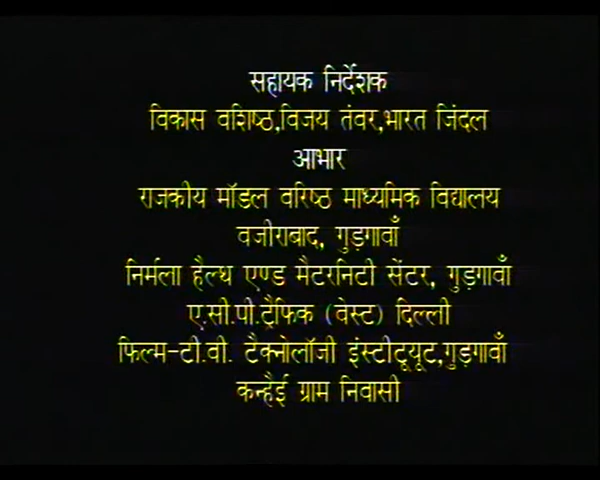 सहायक निर्देशक
विकास वशिष्ठ,विजय तंवर,भारत जिंदल
आभार
राजकीय मॉडल वरिष्ठ माध्यमिक विद्यालय
वजीराबाद, गुड़गावाँ
निर्मला हैल्थ एण्ड मैटरनिटी सेंटर, गुड़गावाँ
ए.सी.पी.ट्रैफिक (वेस्ट) दिल्ली
फिल्म-टी.वी. टैक्नोलॉजी इंस्टीटूयूट,गुड़गावाँ
कन्हैई ग्राम निवासी